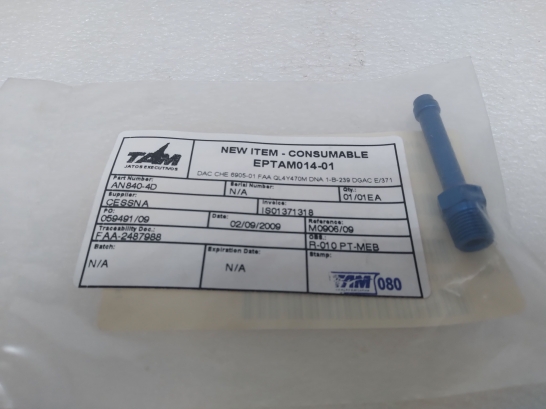 TAM
JATOS EXECUTIVOS
NEW ITEM - CONSUMABLE
EPTAM014-01
DAC CHE 8905-01 FAA QL4Y470M DNA 1-B-239 DGAC E/371
Part Number: Serial Number: Qty.:
AN840-4D N/A 01/01EA
Supplier: Invoice:
CESSNA IS01371318
PO: Date: Reference:
059491/09 02/09/2009 M0906/09
Traceability Doc.: OBS.:
FAA-2487988 R-010 PT-MEB
Batch: Expiration Date: Stamp:
N/A N/A TAM 080